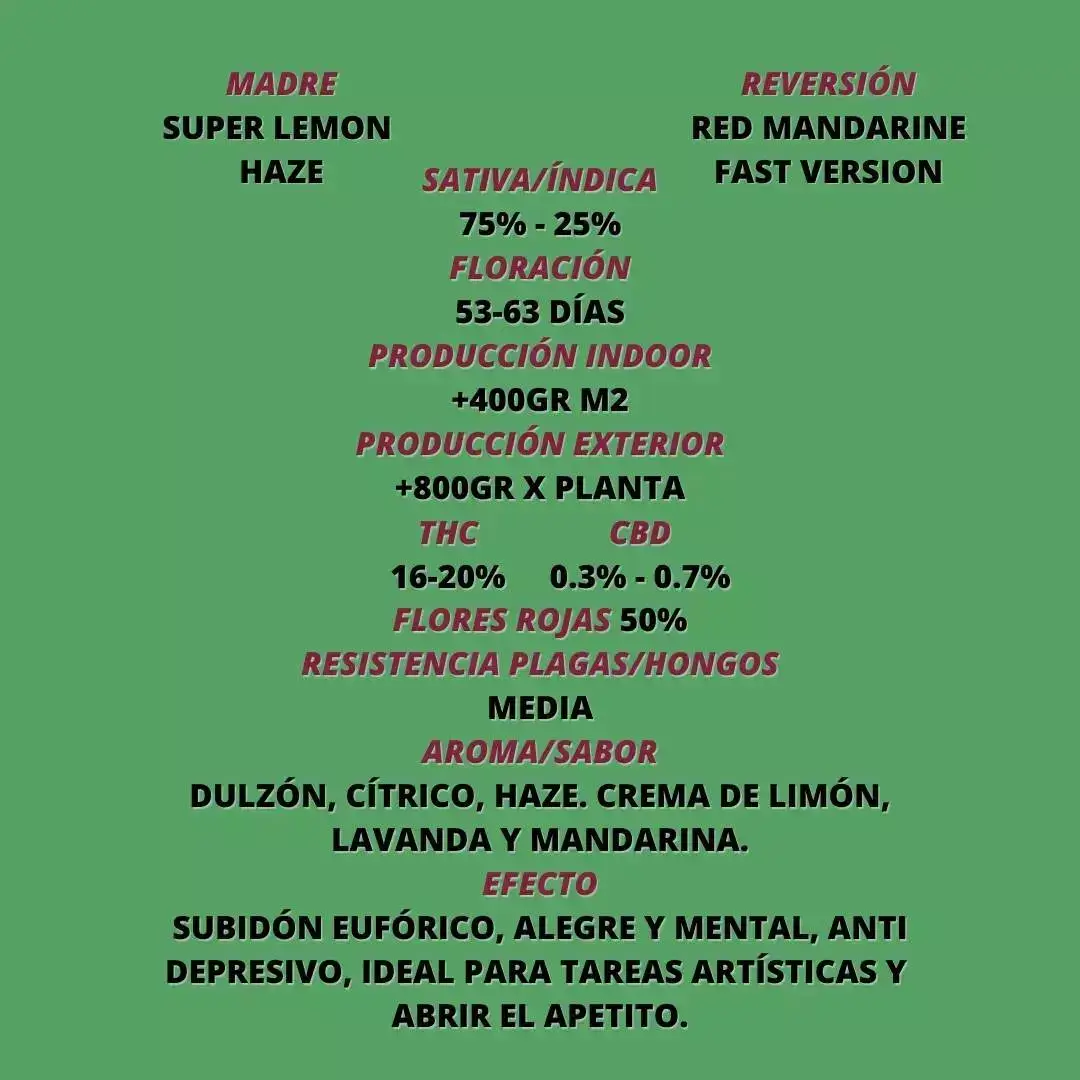 MADRE
SUPER LEMON
HAZE
REVERSIÓN
RED MANDARINE
FAST VERSION
SATIVA/ÍNDICA
75% - 25%
FLORACIÓN
53-63 DÍAS
PRODUCCIÓN INDOOR
+400GR M2
PRODUCCIÓN EXTERIOR
+800GR X PLANTA
THC CBD
16-20% 0.3% - 0.7%
FLORES ROJAS 50%
RESISTENCIA PLAGAS/HONGOS
MEDIA
AROMA/SABOR
DULZÓN, CÍTRICO, HAZE. CREMA DE LIMÓN,
LAVANDA Y MANDARINA.
EFECTO
SUBIDÓN EUFÓRICO, ALEGRE Y MENTAL, ANTI
DEPRESIVO, IDEAL PARA TAREAS ARTÍSTICAS Y
ABRIR EL APETITO.